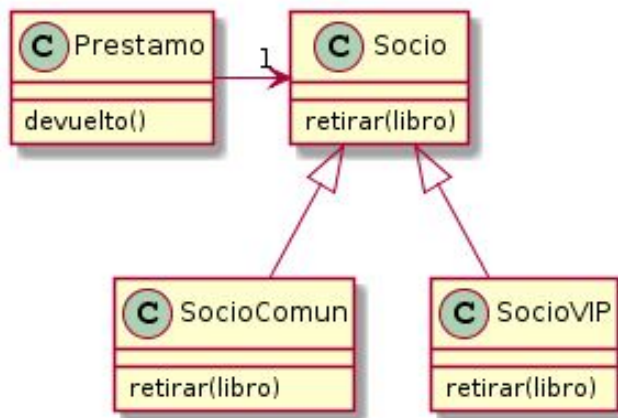 C Prestamo
devuelto()
1
C Socio
retirar(libro)
C SocioComun
retirar(libro)
C SocioVIP
retirar(libro)